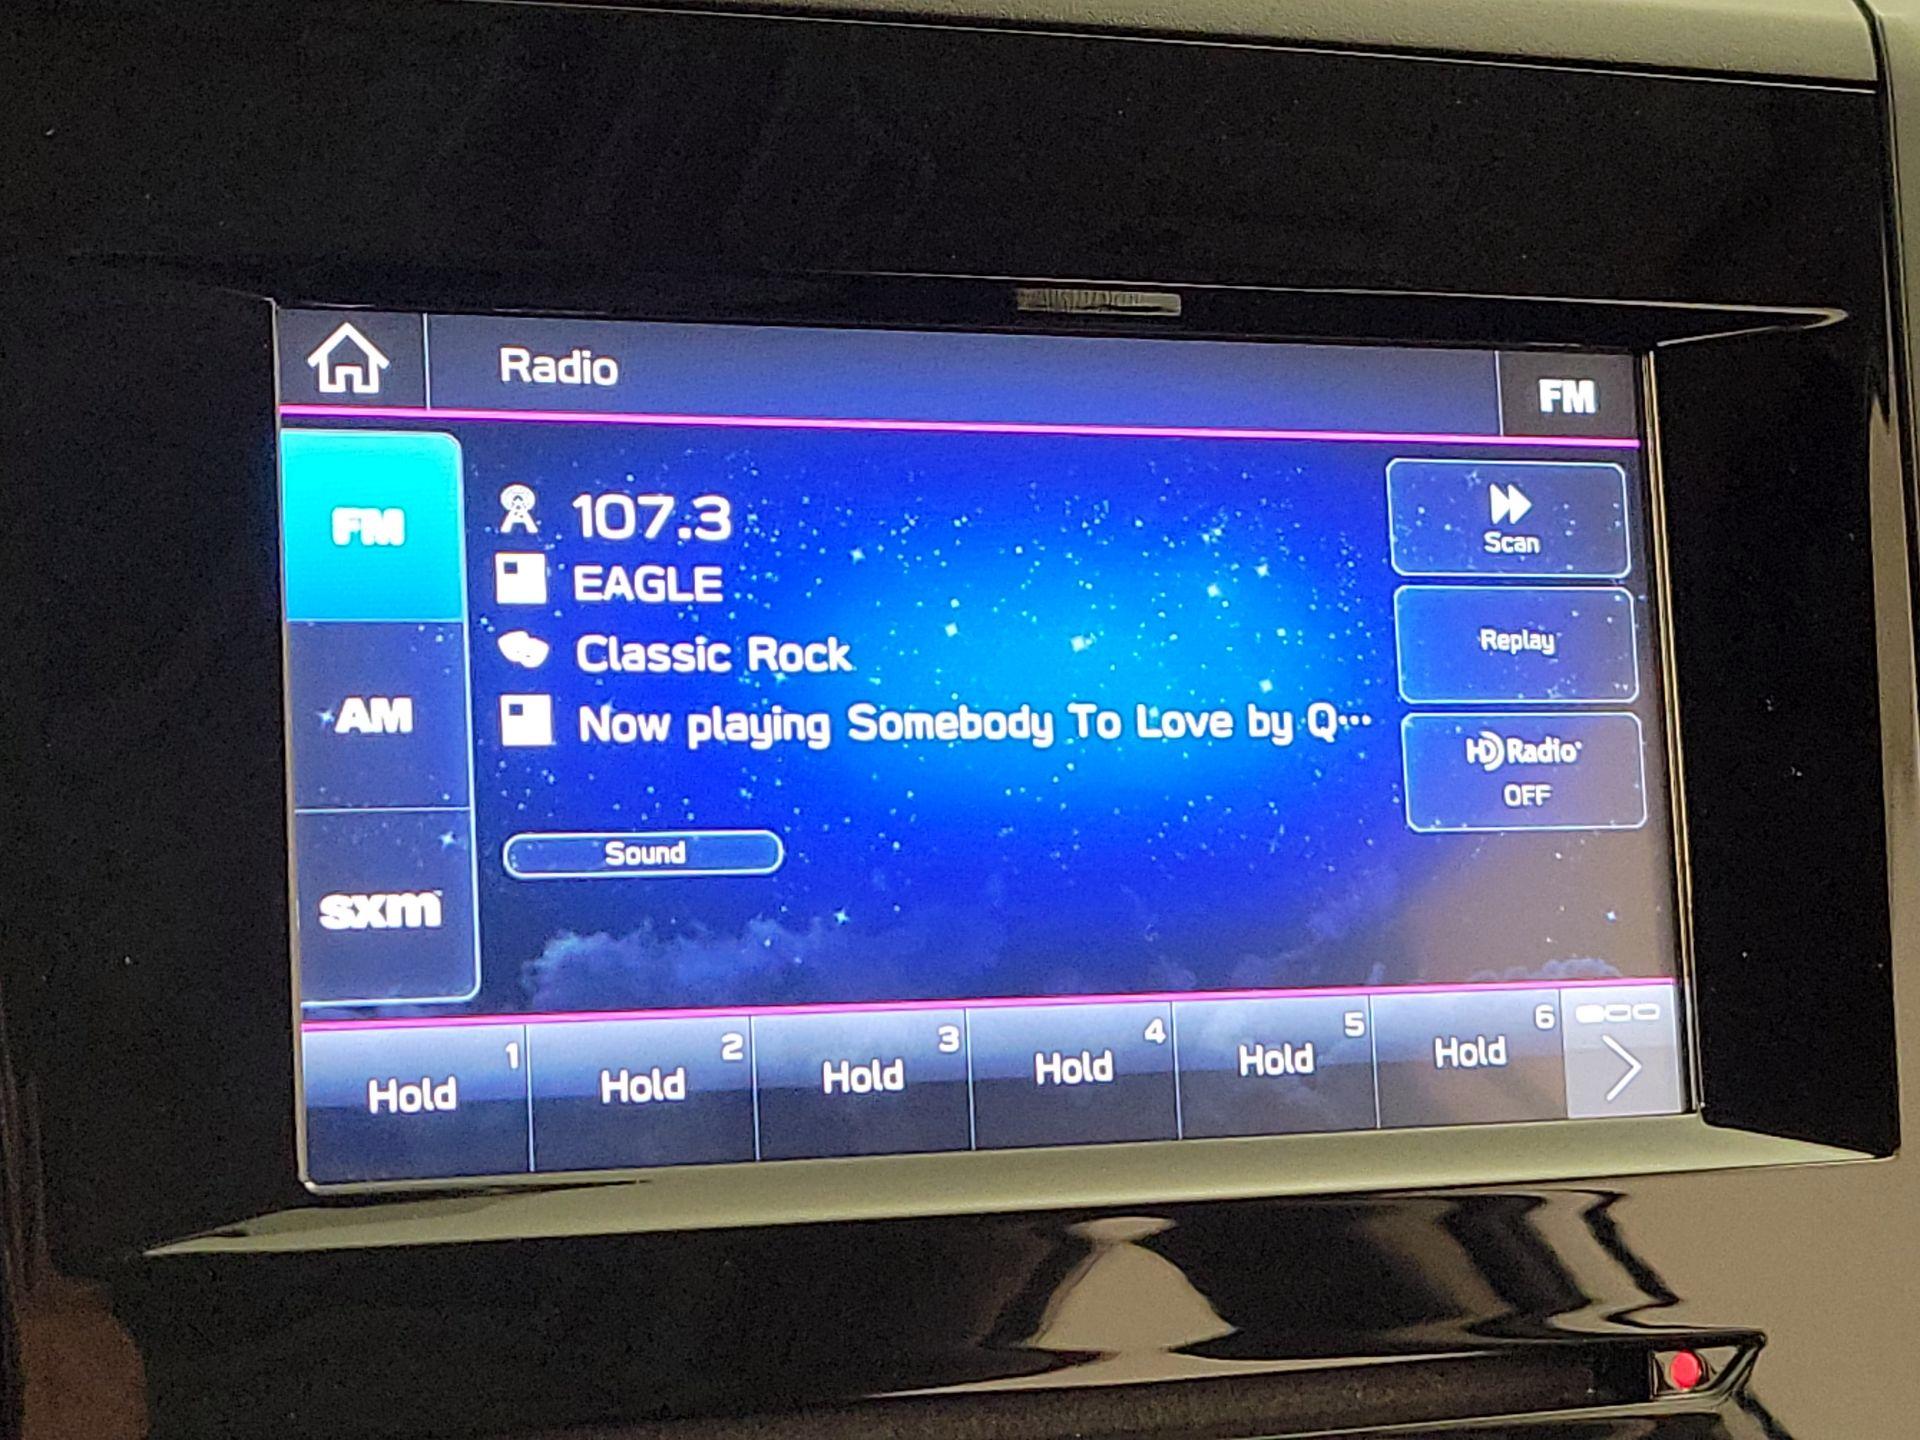 Radio
FM
FM
AM
sxm
107.3
EAGLE
Classic Rock
Now playing Somebody To Love by Q...
Sound
Scan
Replay
HD Radio
OFF
1
Hold
2
Hold
3
Hold
4
Hold
5
Hold
6
Hold